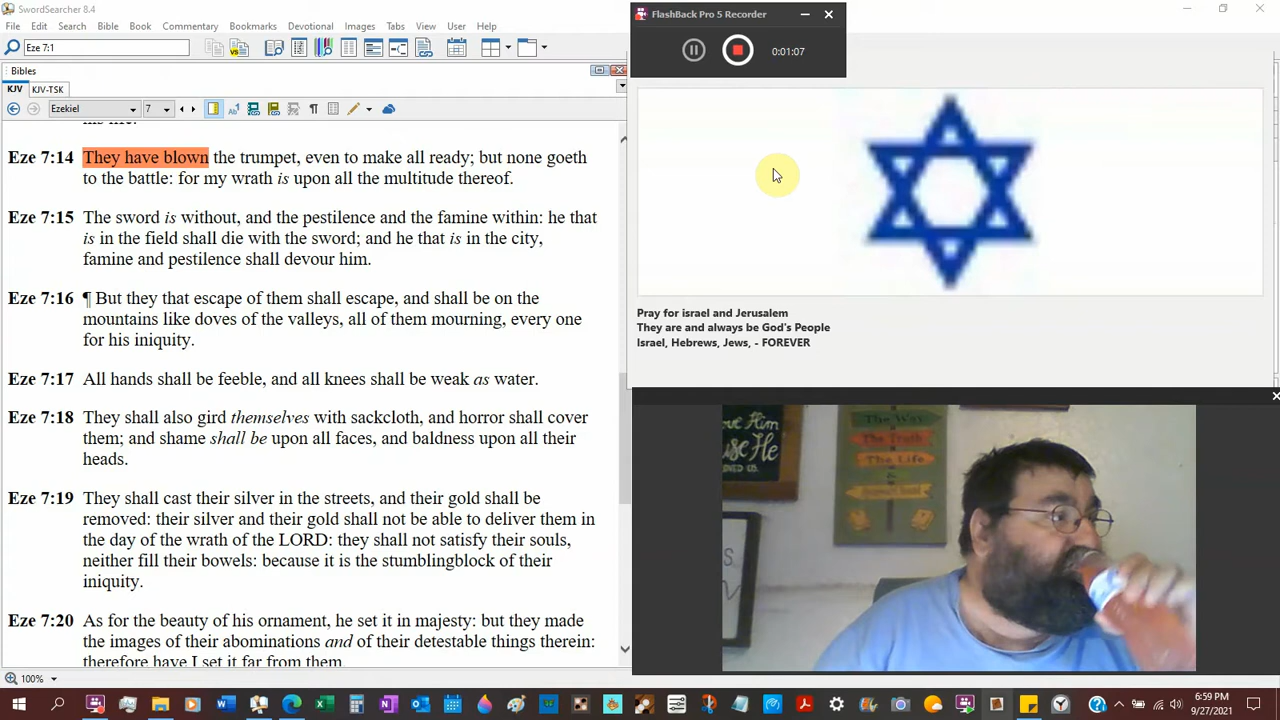 SwordSearcher 8.4
File Edit Search Bible Book Commentary Bookmarks Devotional Images Tabs View User Help
Eze 7:1
Bibles
KJV KJV-TSK
Ezekiel 7
his life.
Eze 7:14 They have blown the trumpet, even to make all ready; but none goeth
to the battle: for my wrath is upon all the multitude thereof.
Eze 7:15 The sword is without, and the pestilence and the famine within: he that
is in the field shall die with the sword; and he that is in the city,
famine and pestilence shall devour him.
Eze 7:16 ¶ But they that escape of them shall escape, and shall be on the
mountains like doves of the valleys, all of them mourning, every one
for his iniquity.
Eze 7:17 All hands shall be feeble, and all knees shall be weak as water.
Eze 7:18 They shall also gird themselves with sackcloth, and horror shall cover
them; and shame shall be upon all faces, and baldness upon all their
heads.
Eze 7:19 They shall cast their silver in the streets, and their gold shall be
removed: their silver and their gold shall not be able to deliver them in
the day of the wrath of the LORD: they shall not satisfy their souls,
neither fill their bowels: because it is the stumblingblock of their
iniquity.
Eze 7:20 As for the beauty of his ornament, he set it in majesty: but they made
the images of their abominations and of their detestable things therein:
therefore have I set it far from them.
100%
FlashBack Pro 5 Recorder
0:01:07
Pray for israel and Jerusalem
They are and always be God's People
Israel, Hebrews, Jews, - FOREVER
The Way
The Truth
The Life
6:59 PM
9/27/2021